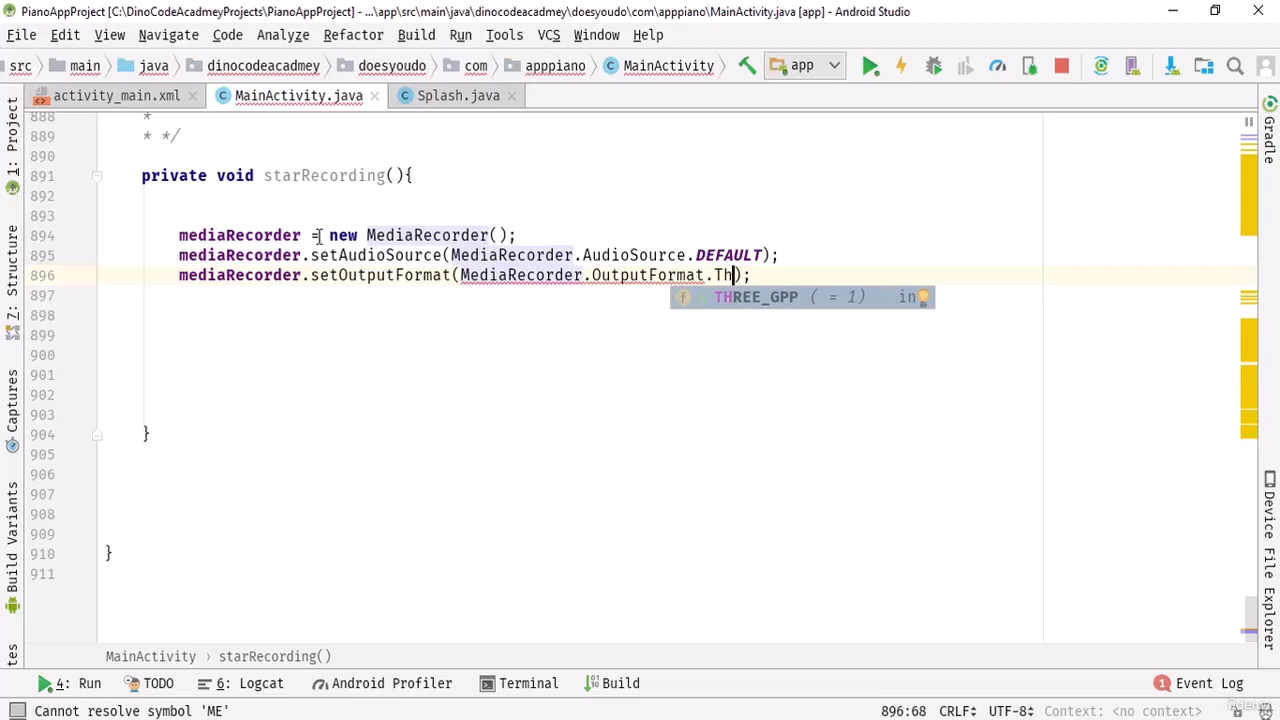 PianoAppProject [C:\DinoCodeAcadmeyProjects\PianoAppProject] - ...\app\src\main\java\dinocodeacadmey\doesyoudo\com\apppiano\MainActivity.java [app] - Android Studio
File Edit View Navigate Code Analyze Refactor Build Run Tools VCS Window Help
src main java dinocodeacadmey doesyoudo com apppiano MainActivity app
activity_main.xml MainActivity.java Splash.java
888 *
889 * */
890
891 private void starRecording(){
892
893
894 mediaRecorder = new MediaRecorder();
895 mediaRecorder.setAudioSource(MediaRecorder.AudioSource.DEFAULT);
896 mediaRecorder.setOutputFormat(MediaRecorder.OutputFormat.Th);
897 THREE_GPP ( = 1) in
898
899
900
901
902
903
904 }
905
906
907
908
909
910 }
911
1: Project
Z: Structure
Captures
Build Variants
Gradle
Device File Explorer
MainActivity › starRecording()
4: Run TODO 6: Logcat Android Profiler Terminal Build 1 Event Log
Cannot resolve symbol 'ME' 896:68 CRLF UTF-8 Context: <no context>